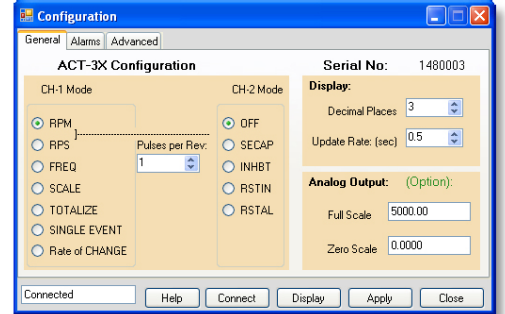 Configuration
General Alarms Advanced
ACT-3X Configuration
CH-1 Mode
CH-2 Mode
RPM
RPS
FREQ
SCALE
TOTALIZE
SINGLE EVENT
Rate of CHANGE
Pulses per Rev:
1
OFF
SECAP
INHBT
RSTIN
RSTAL
Serial No: 1480003
Display:
Decimal Places 3
Update Rate: (sec) 0.5
Analog Output: (Option):
Full Scale 5000.00
Zero Scale 0.0000
Connected Help Connect Display Apply Close